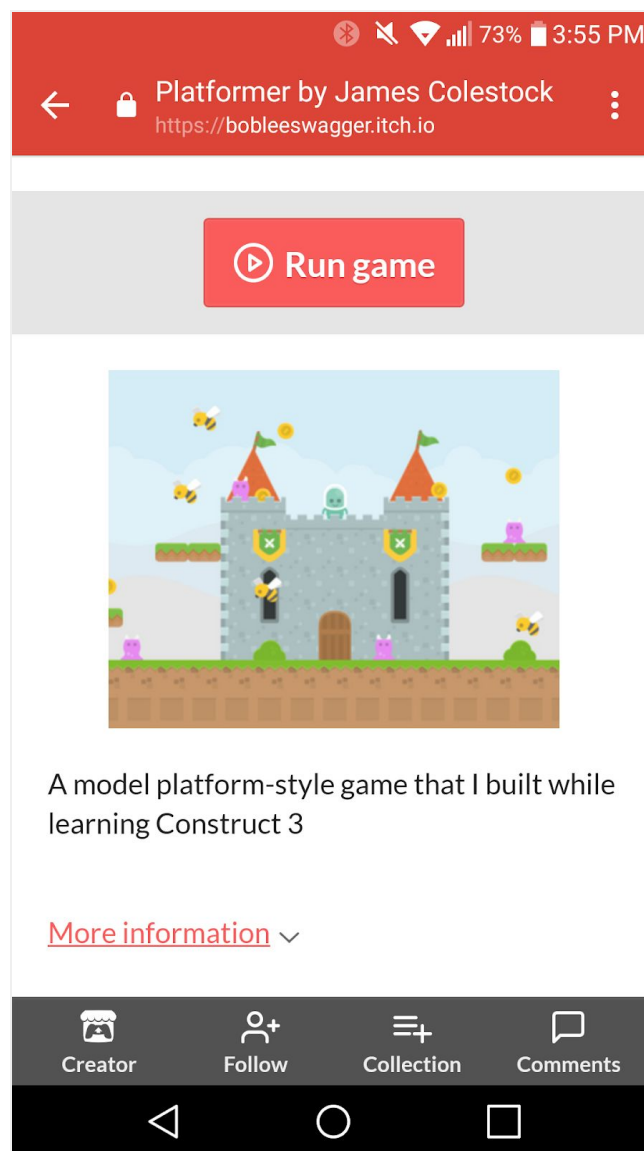 73% 3:55 PM
Platformer by James Colestock
https://bobleeswagger.itch.io
Run game
A model platform-style game that I built while
learning Construct 3
More information
Creator Follow Collection Comments